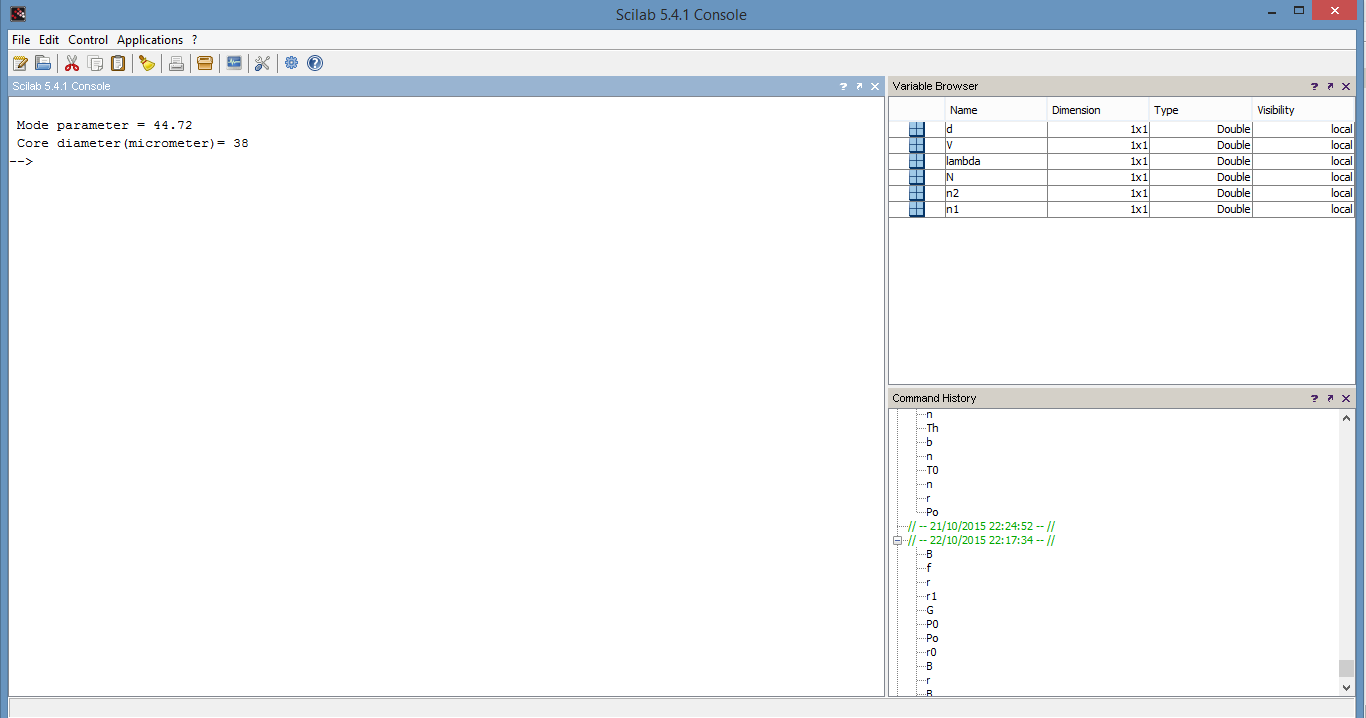 Scilab 5.4.1 Console
File Edit Control Applications ?
Scilab 5.4.1 Console
Mode parameter = 44.72
Core diameter(micrometer)= 38
-->
Variable Browser
Name Dimension Type Visibility
d 1x1 Double local
V 1x1 Double local
lambda 1x1 Double local
N 1x1 Double local
n2 1x1 Double local
n1 1x1 Double local
Command History
n
Th
b
n
T0
n
r
Po
// -- 21/10/2015 22:24:52 -- //
// -- 22/10/2015 22:17:34 -- //
B
f
r
r1
G
P0
Po
r0
B
r
B